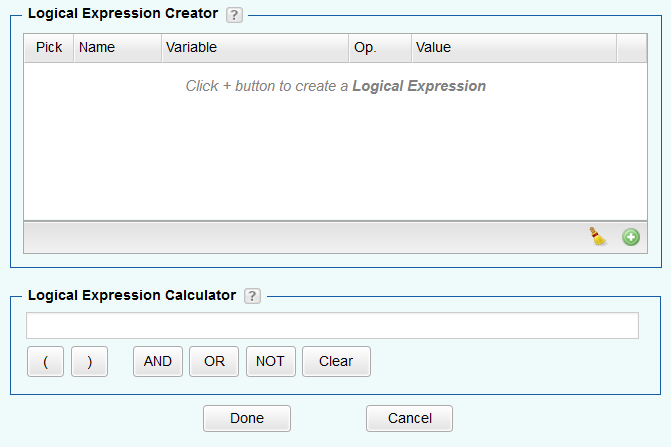 Logical Expression Creator ?
Pick Name Variable Op. Value
Click + button to create a Logical Expression
Logical Expression Calculator ?
( ) AND OR NOT Clear
Done Cancel